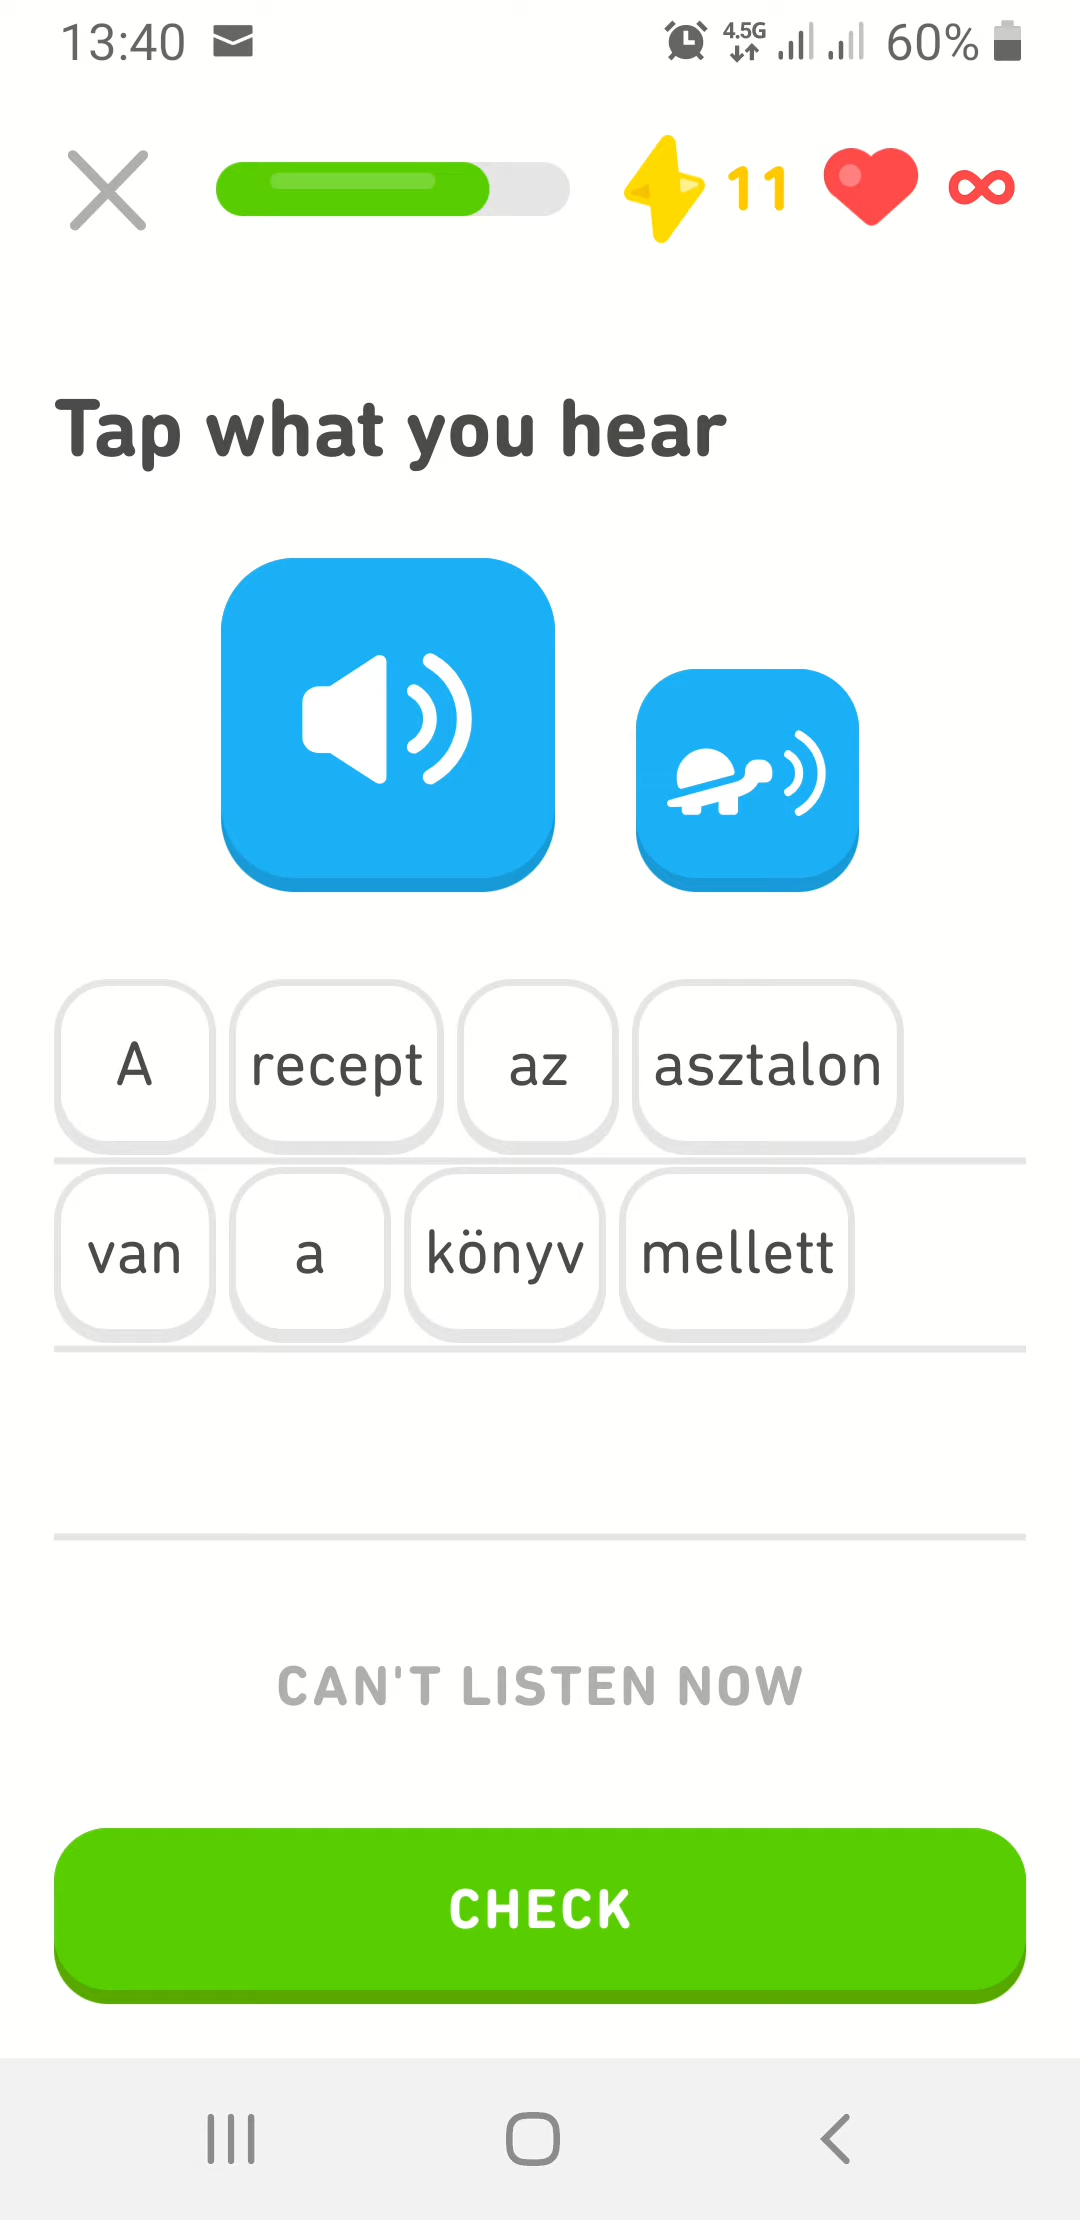 13:40 4.5G 60%
11
Tap what you hear
A recept az asztalon
van a könyv mellett
CAN'T LISTEN NOW
CHECK